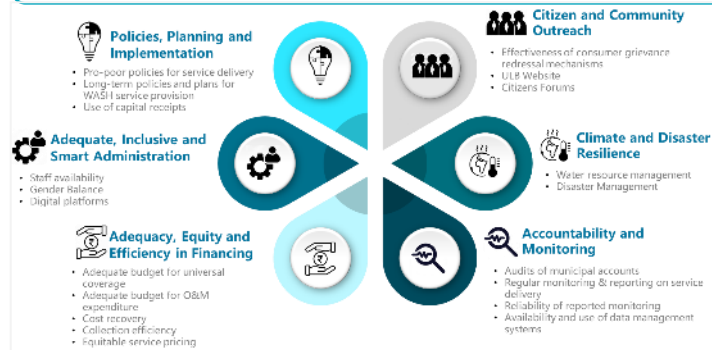 Policies, Planning and
Implementation
• Pro-poor policies for service delivery
• Long-term policies and plans for
WASH service provision
• Use of capital receipts
Adequate, Inclusive and
Smart Administration
• Staff availability
• Gender Balance
• Digital platforms
Adequacy, Equity and
Efficiency in Financing
• Adequate budget for universal
coverage
• Adequate budget for O&M
expenditure
• Cost recovery
• Collection efficiency
• Equitable service pricing
Citizen and Community
Outreach
• Effectiveness of consumer grievance
redressal mechanisms
• ULB Website
• Citizens Forums
Climate and Disaster
Resilience
• Water resource management
• Disaster Management
Accountability and
Monitoring
• Audits of municipal accounts
• Regular monitoring & reporting on service
delivery
• Reliability of reported monitoring
• Availability and use of data management
systems